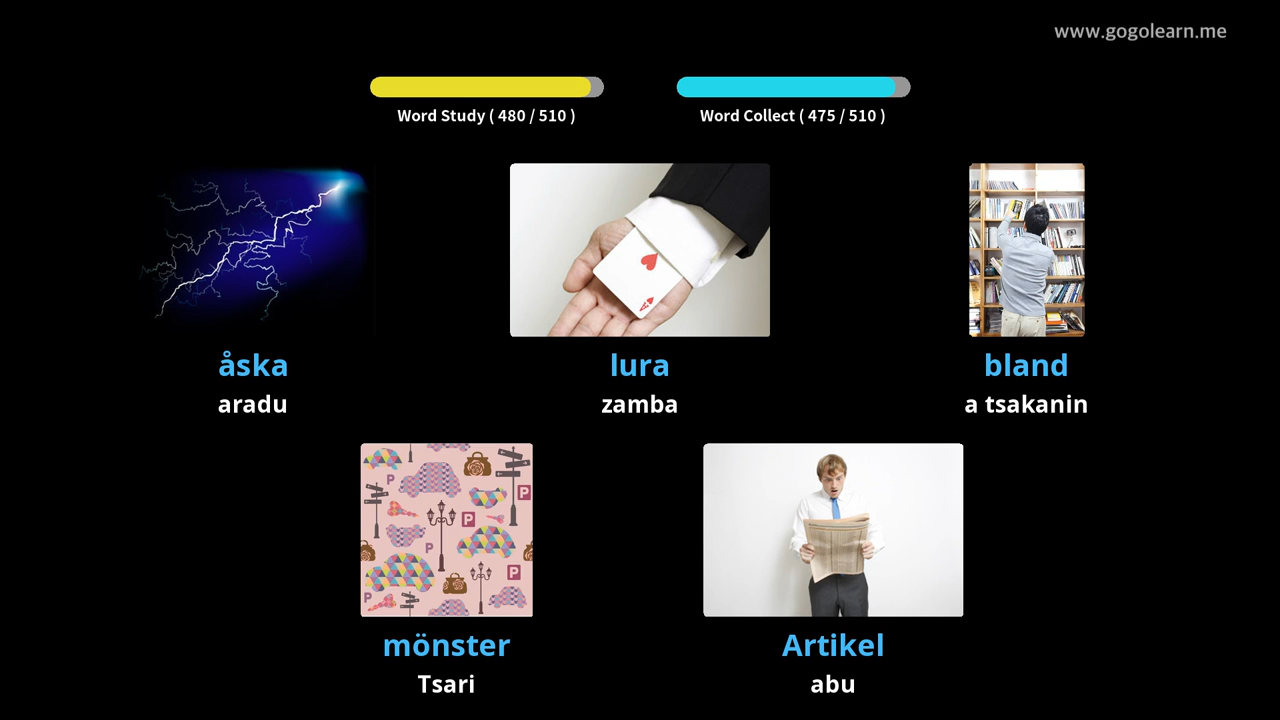 www.gogolearn.me
Word Study ( 480 / 510 )
Word Collect ( 475 / 510 )
åska
lura
bland
aradu
zamba
a tsakanin
mönster
Artikel
Tsari
abu